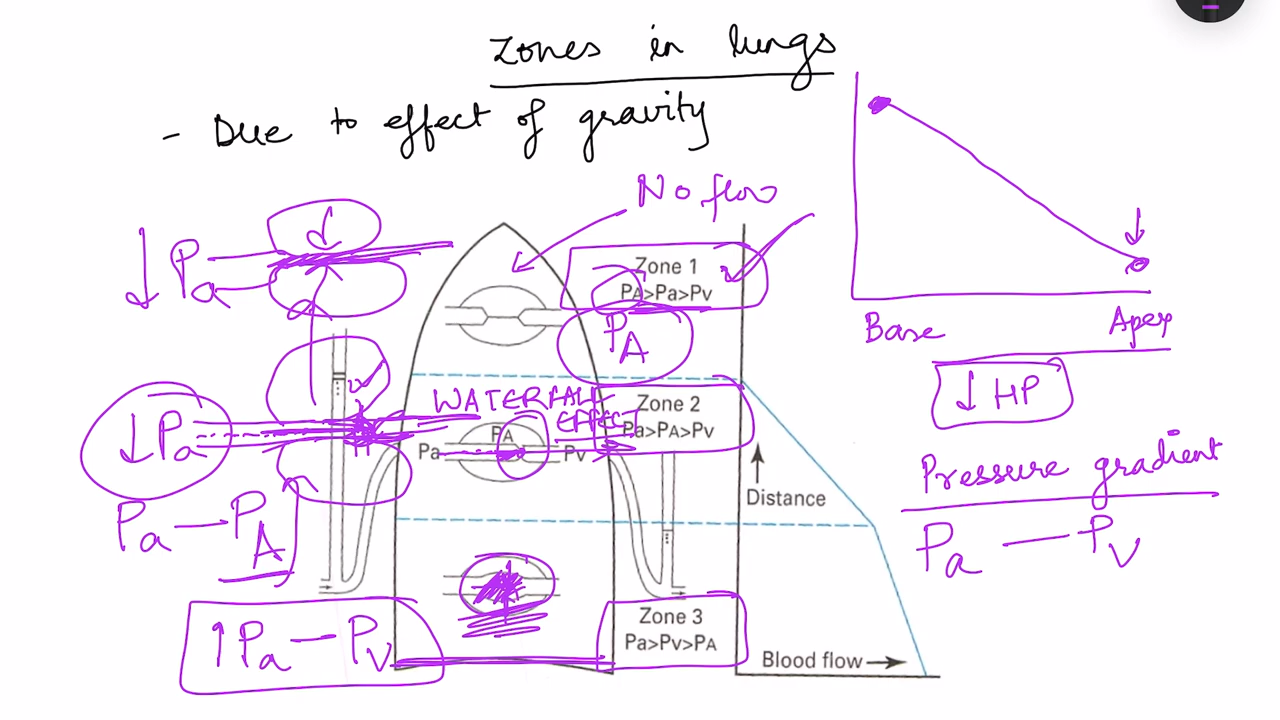 Zones in lungs
- Due to effect of gravity
No flow
↓ Pa
↓
Zone 1
PA>Pa>Pv
PA
Base
Apex
↓ HP
WATERFALL
EFFECT
Zone 2
Pa>PA>Pv
↓Pa
PA
Pa
Pv
Pa — PA
Distance
Pressure gradient
Pa — Pv
↑Pa — Pv
Zone 3
Pa>Pv>PA
Blood flow